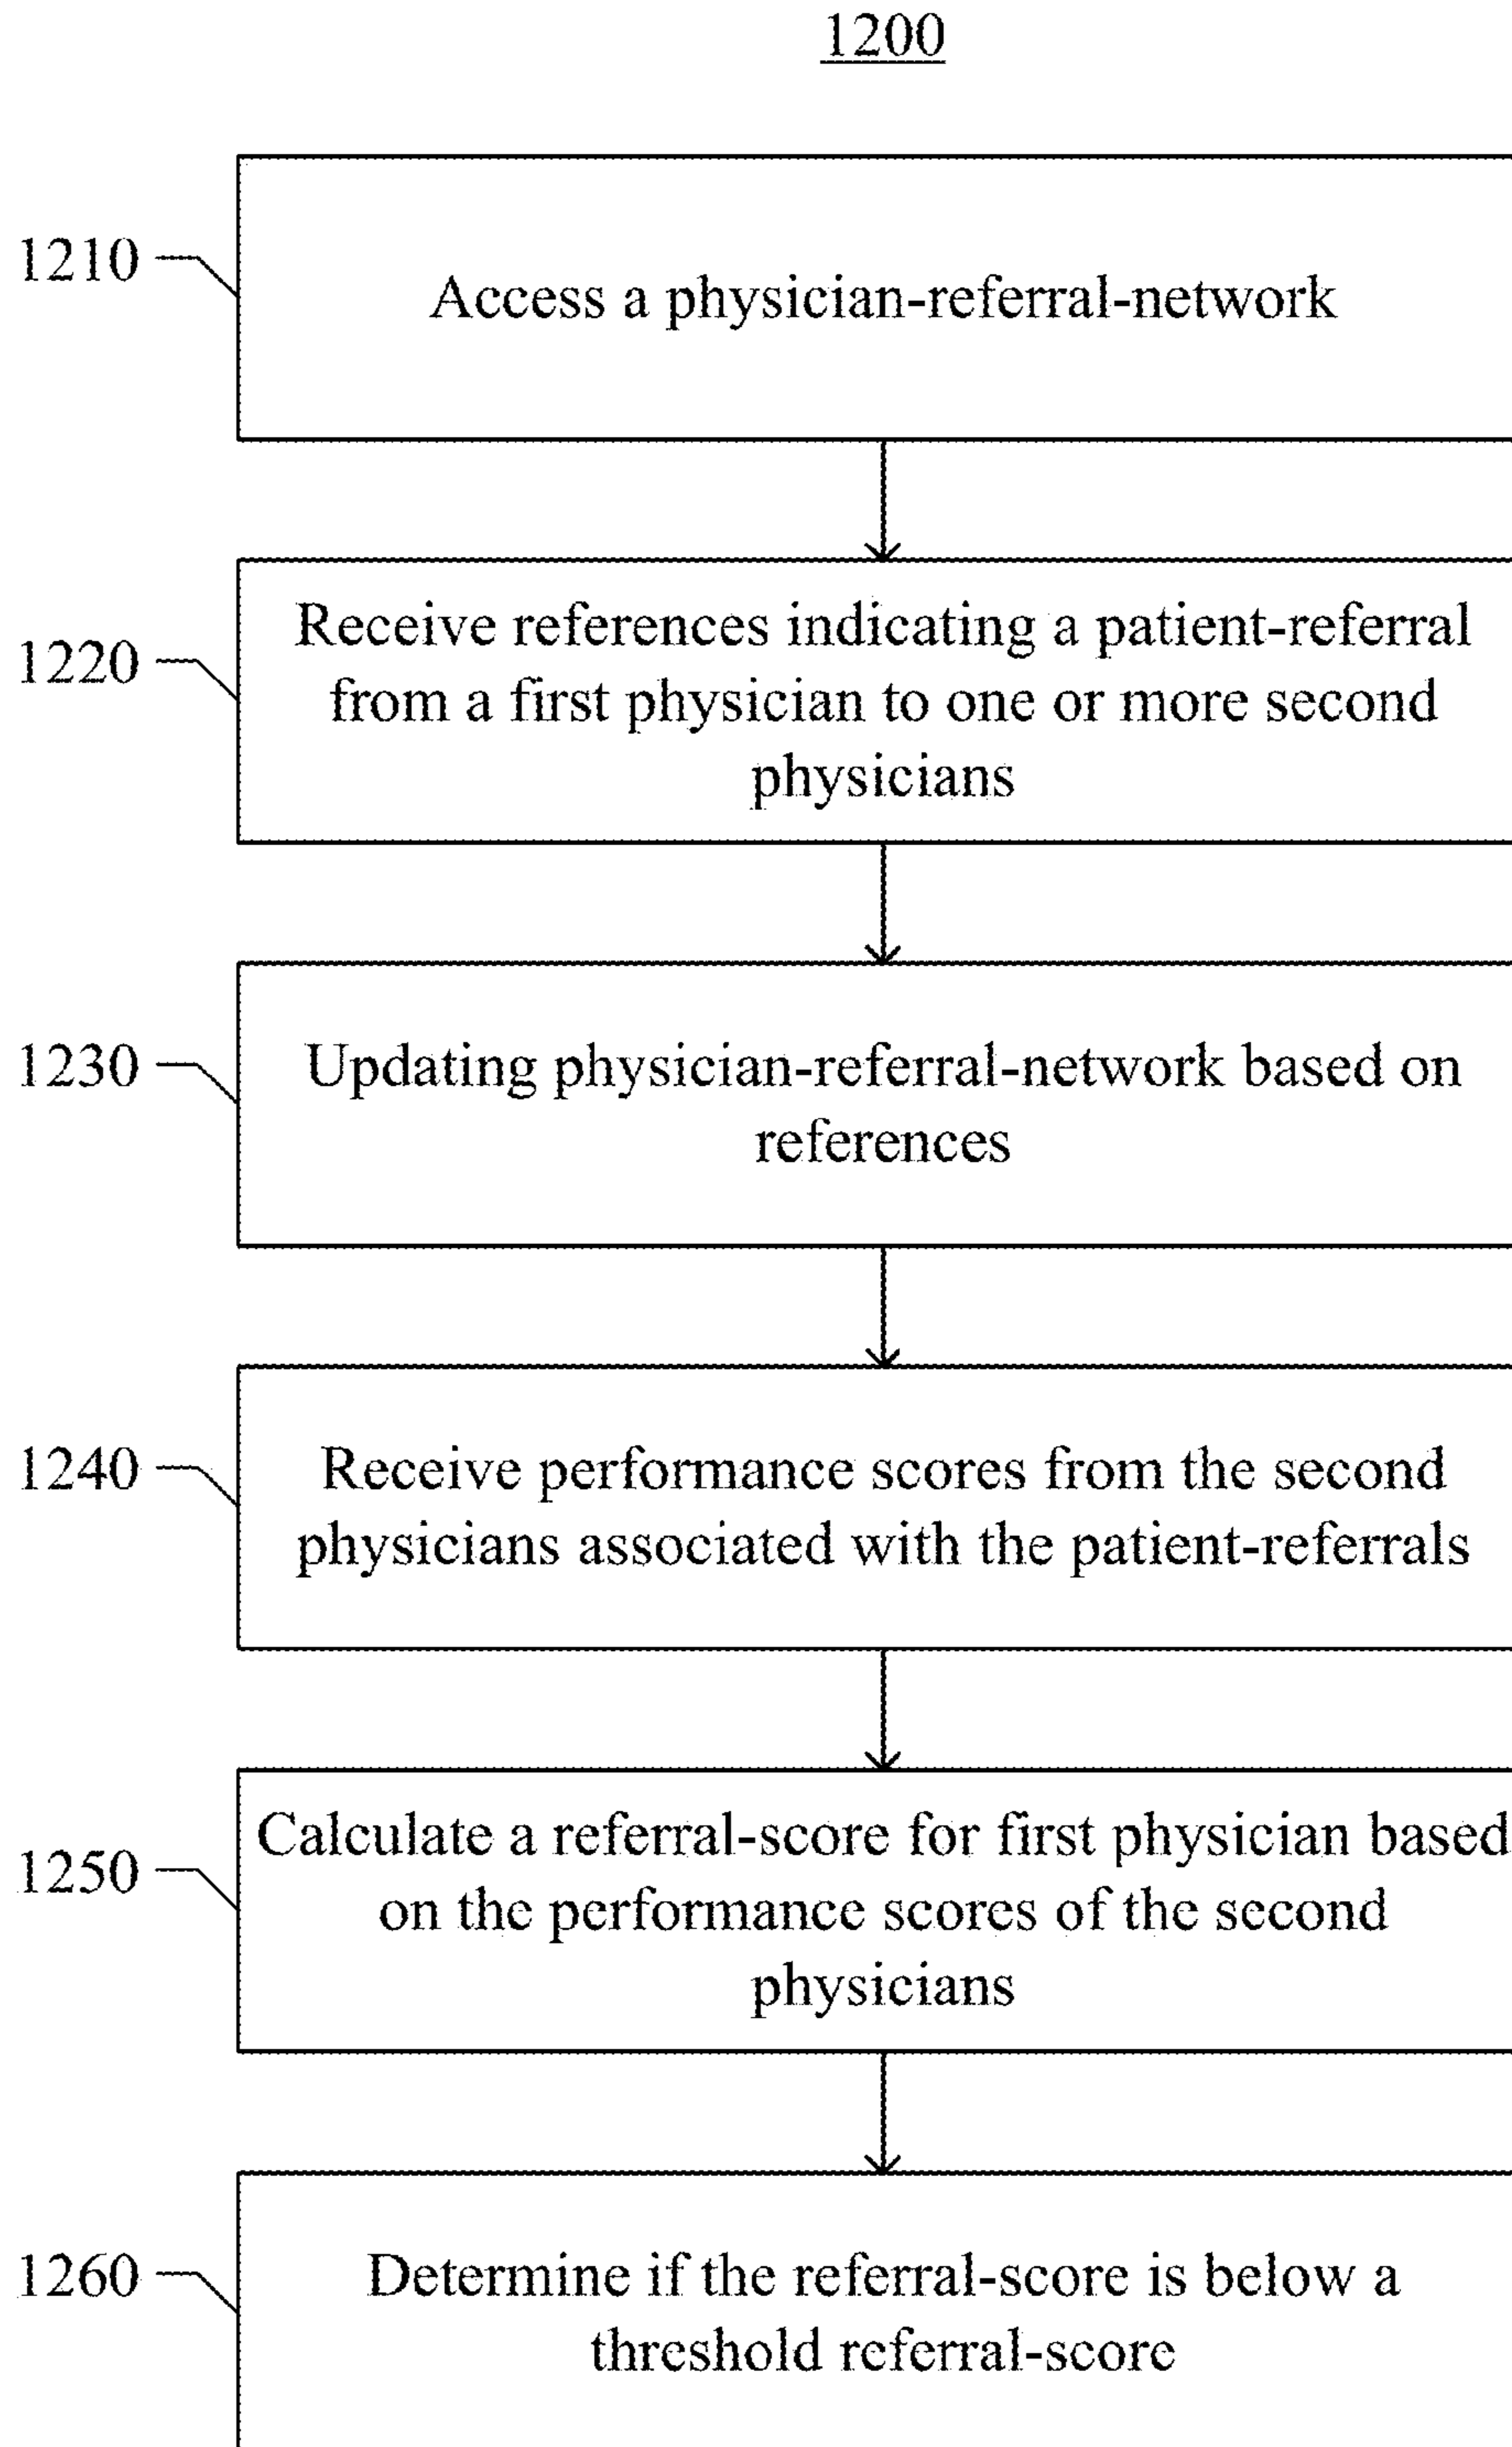 1200
1210
Access a physician-referral-network
1220
Receive references indicating a patient-referral
from a first physician to one or more second
physicians
1230
Updating physician-referral-network based on
references
1240
Receive performance scores from the second
physicians associated with the patient-referrals
1250
Calculate a referral-score for first physician based
on the performance scores of the second
physicians
1260
Determine if the referral-score is below a
threshold referral-score